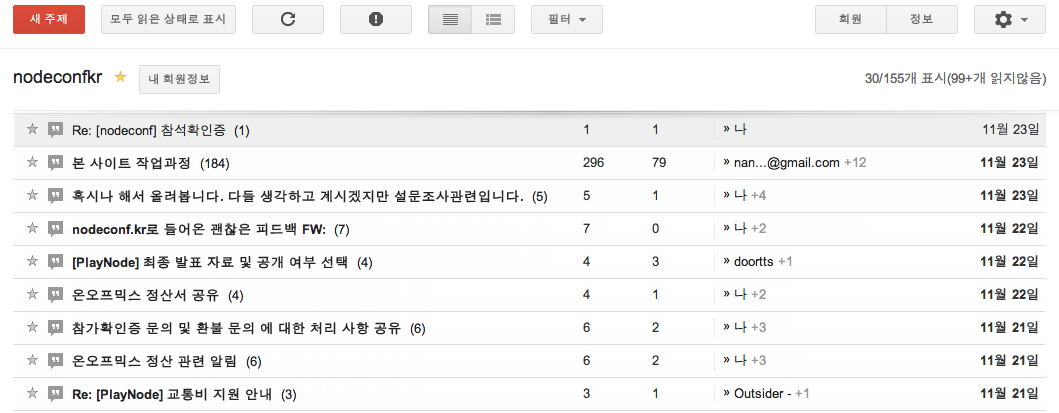 새 주제 모두 읽은 상태로 표시 필터 회원 정보
nodeconfkr 내 회원정보 30/155개 표시(99+개 읽지않음)
Re: [nodeconf] 참석확인증 (1) 1 1 » 나 11월 23일
본 사이트 작업과정 (184) 296 79 » nan...@gmail.com +12 11월 23일
혹시나 해서 올려봅니다. 다들 생각하고 계시겠지만 설문조사관련입니다. (5) 5 1 » 나 +4 11월 23일
nodeconf.kr로 들어온 괜찮은 피드백 FW: (7) 7 0 » 나 +2 11월 22일
[PlayNode] 최종 발표 자료 및 공개 여부 선택 (4) 4 3 » doortts +1 11월 22일
온오프믹스 정산서 공유 (4) 4 1 » 나 +2 11월 22일
참가확인증 문의 및 환불 문의 에 대한 처리 사항 공유 (6) 6 2 » 나 +3 11월 21일
온오프믹스 정산 관련 알림 (6) 6 2 » 나 +3 11월 21일
Re: [PlayNode] 교통비 지원 안내 (3) 3 1 » Outsider - +1 11월 21일